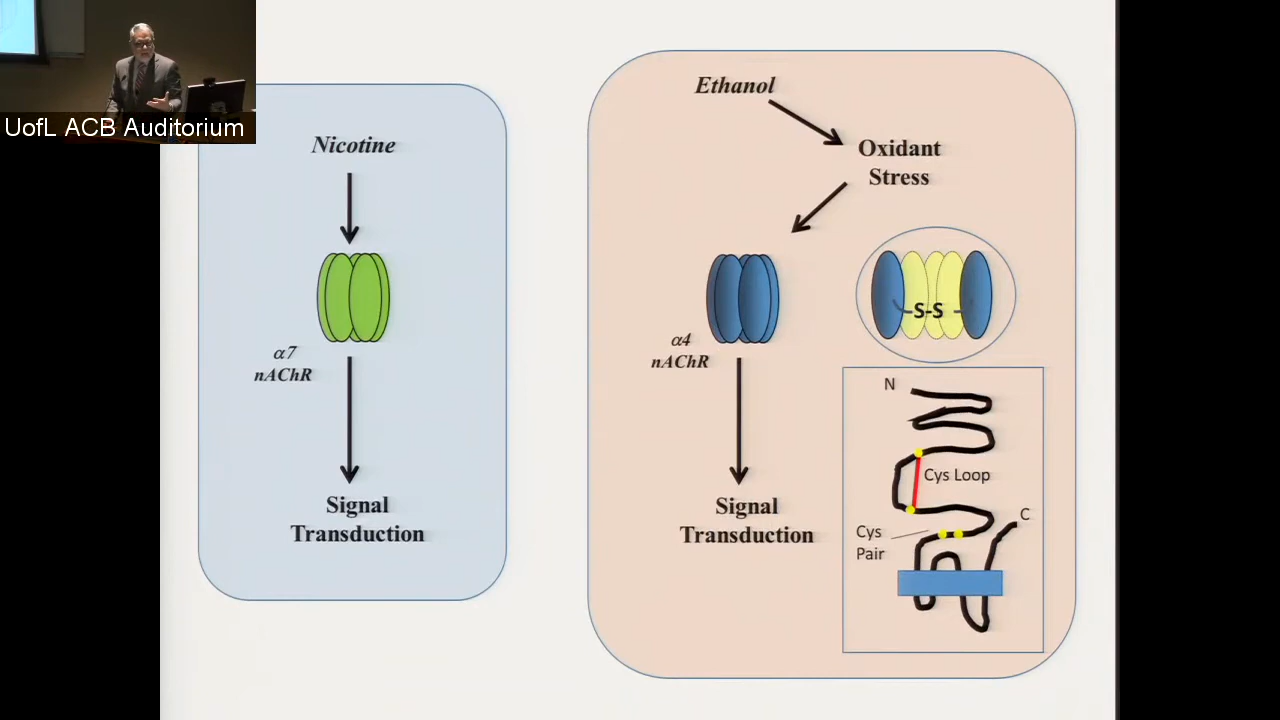 UofL ACB Auditorium
Nicotine
α7
nAChR
Signal
Transduction
Ethanol
Oxidant
Stress
S-S
α4
nAChR
Signal
Transduction
N
Cys Loop
C
Cys
Pair